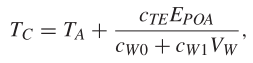 T_C = T_A + \frac{c_{TE} E_{POA}}{c_{W0} + c_{W1} V_W},